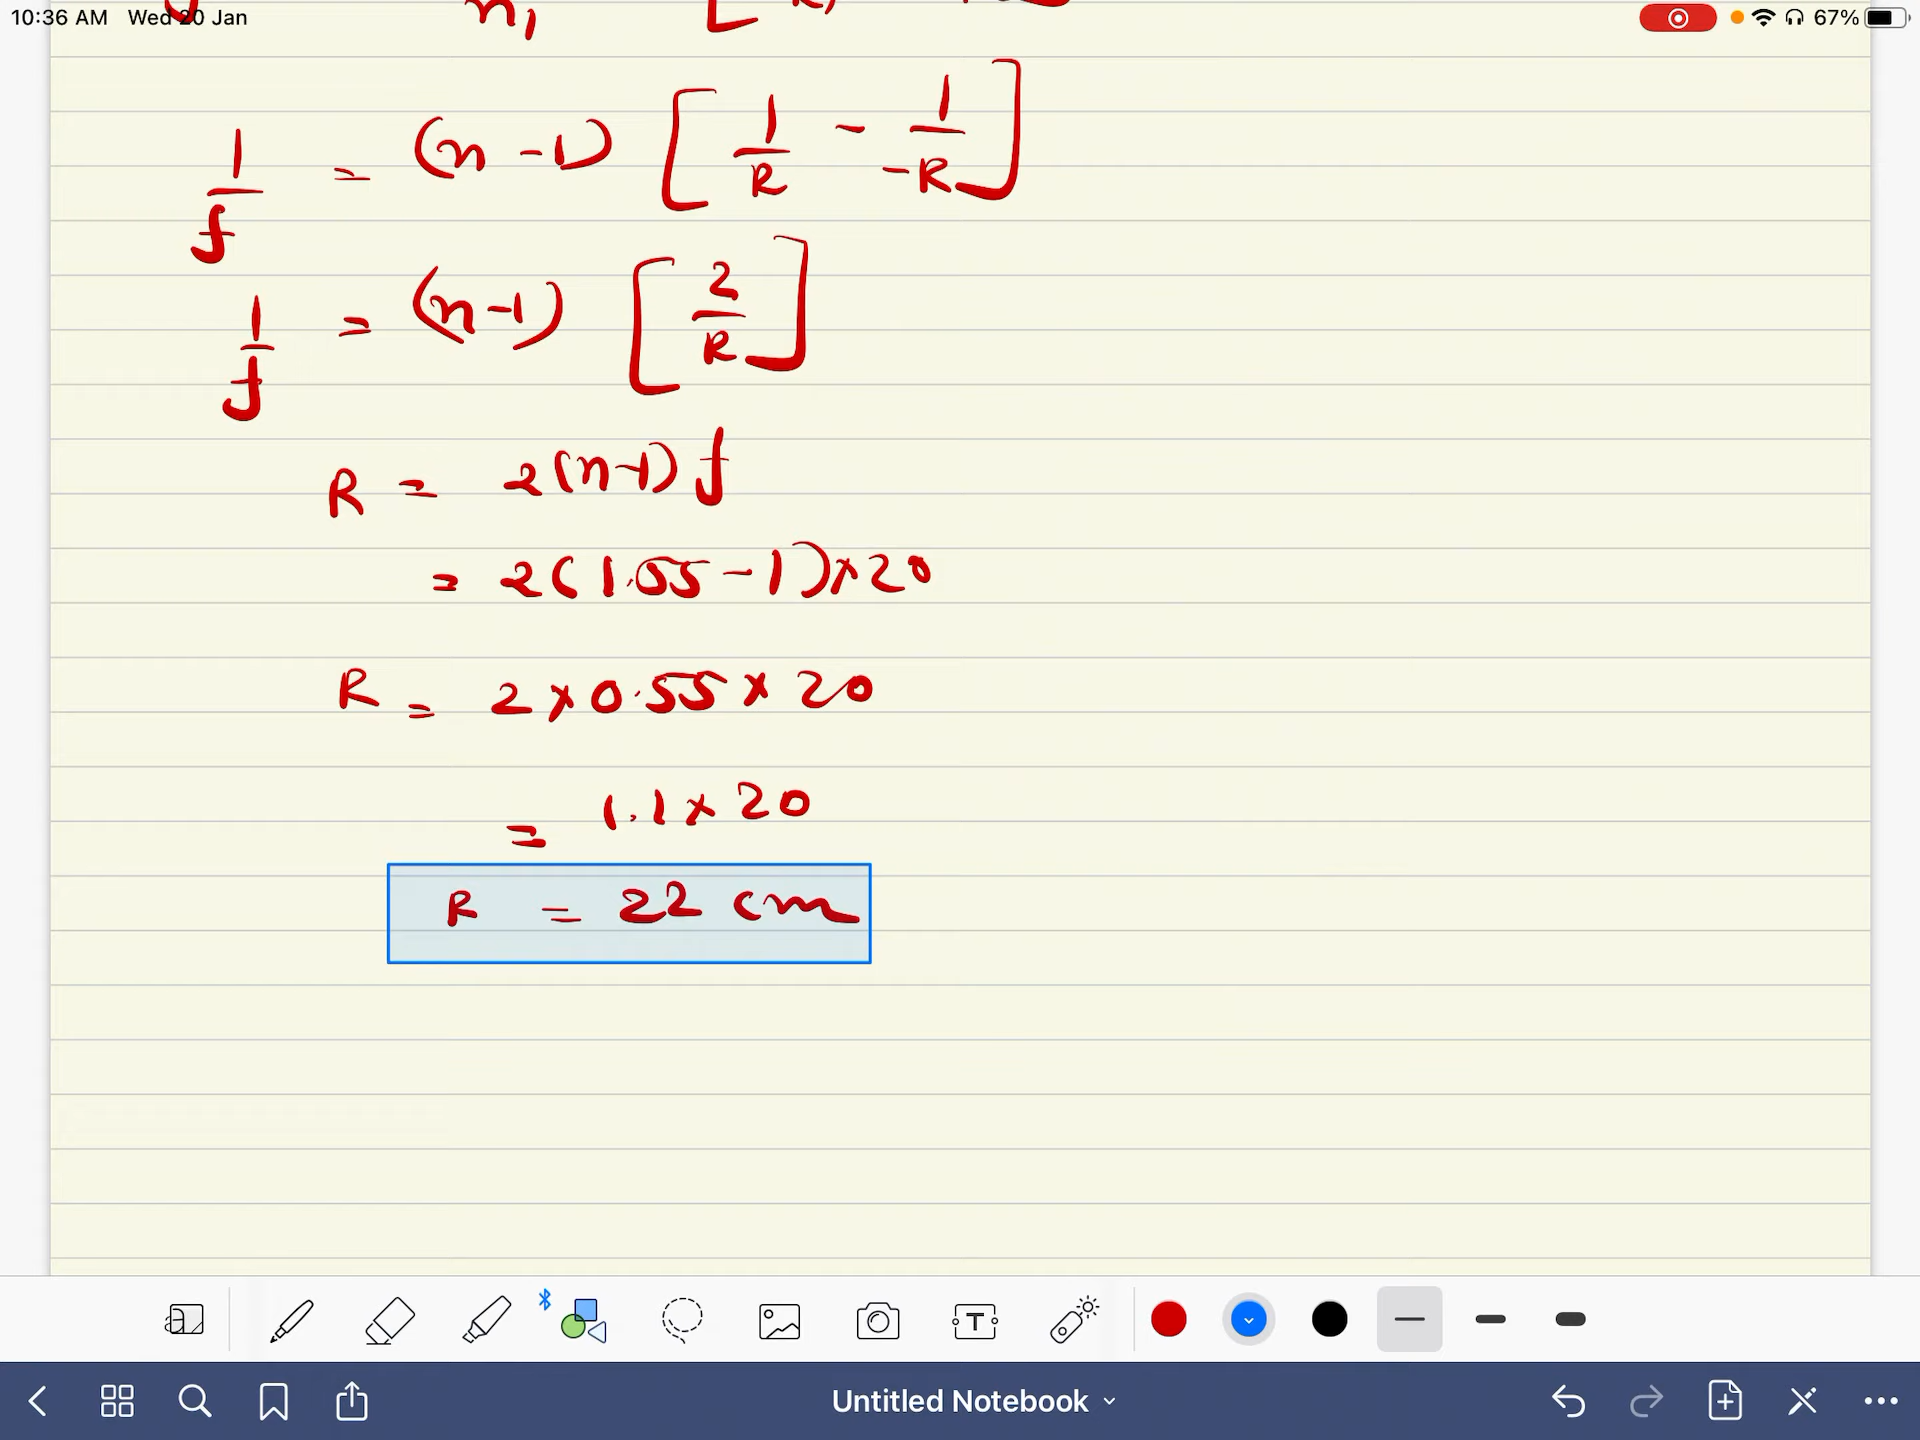 10:36 AM Wed 20 Jan 67%
n₁ [
1/f = (n - 1) [ 1/R - 1/-R ]
1/f = (n-1) [ 2/R ]
R = 2(n-1) f
= 2(1.55-1)×20
R = 2×0.55×20
= 1.1×20
R = 22 cm
a T
Untitled Notebook